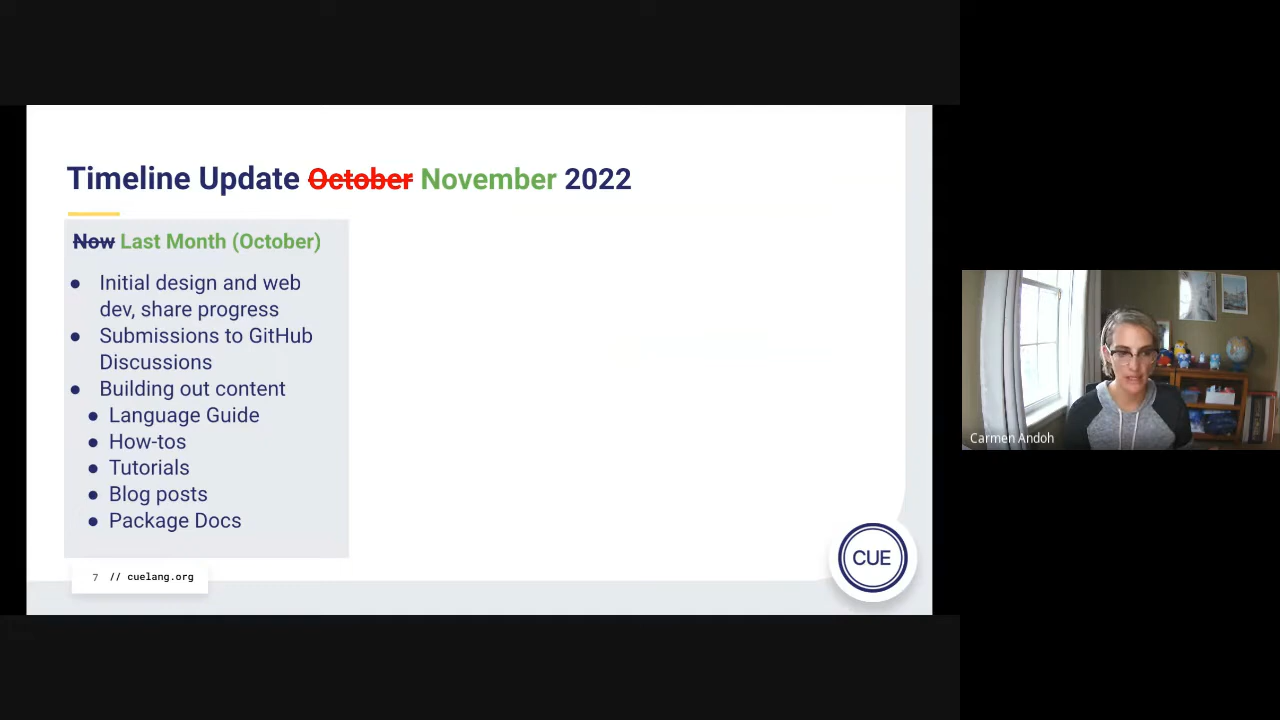 Timeline Update October November 2022
Now Last Month (October)
● Initial design and web
dev, share progress
● Submissions to GitHub
Discussions
● Building out content
● Language Guide
● How-tos
● Tutorials
● Blog posts
● Package Docs
7 // cuelang.org
CUE
Carmen Andoh